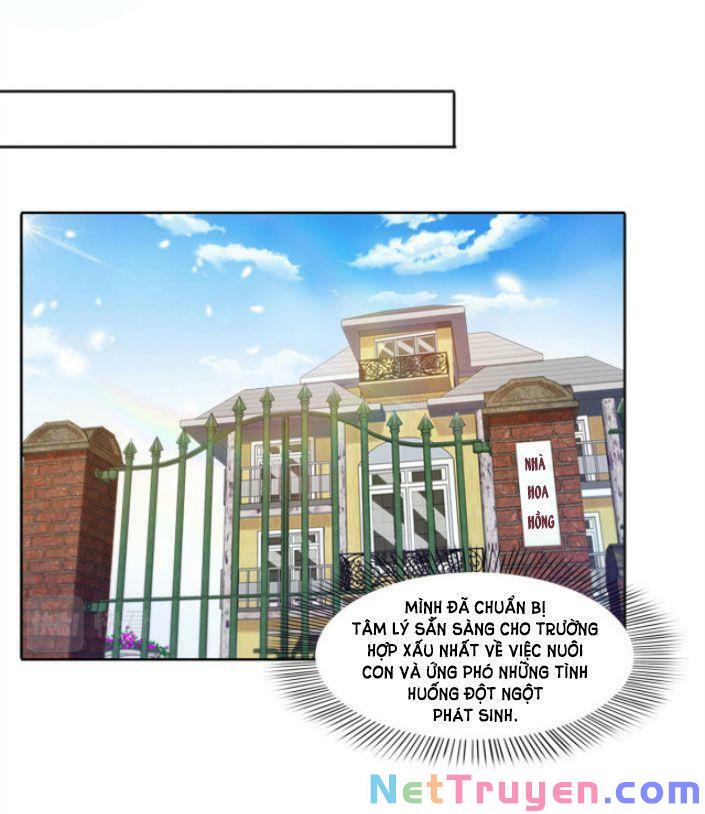 NHÀ
HOA
HỒNG
MÌNH ĐÃ CHUẨN BỊ
TÂM LÝ SẴN SÀNG CHO TRƯỜNG
HỢP XẤU NHẤT VỀ VIỆC NUÔI
CON VÀ ỨNG PHÓ NHỮNG TÌNH
HUỐNG ĐỘT NGỘT
PHÁT SINH.
NetTruyen.com